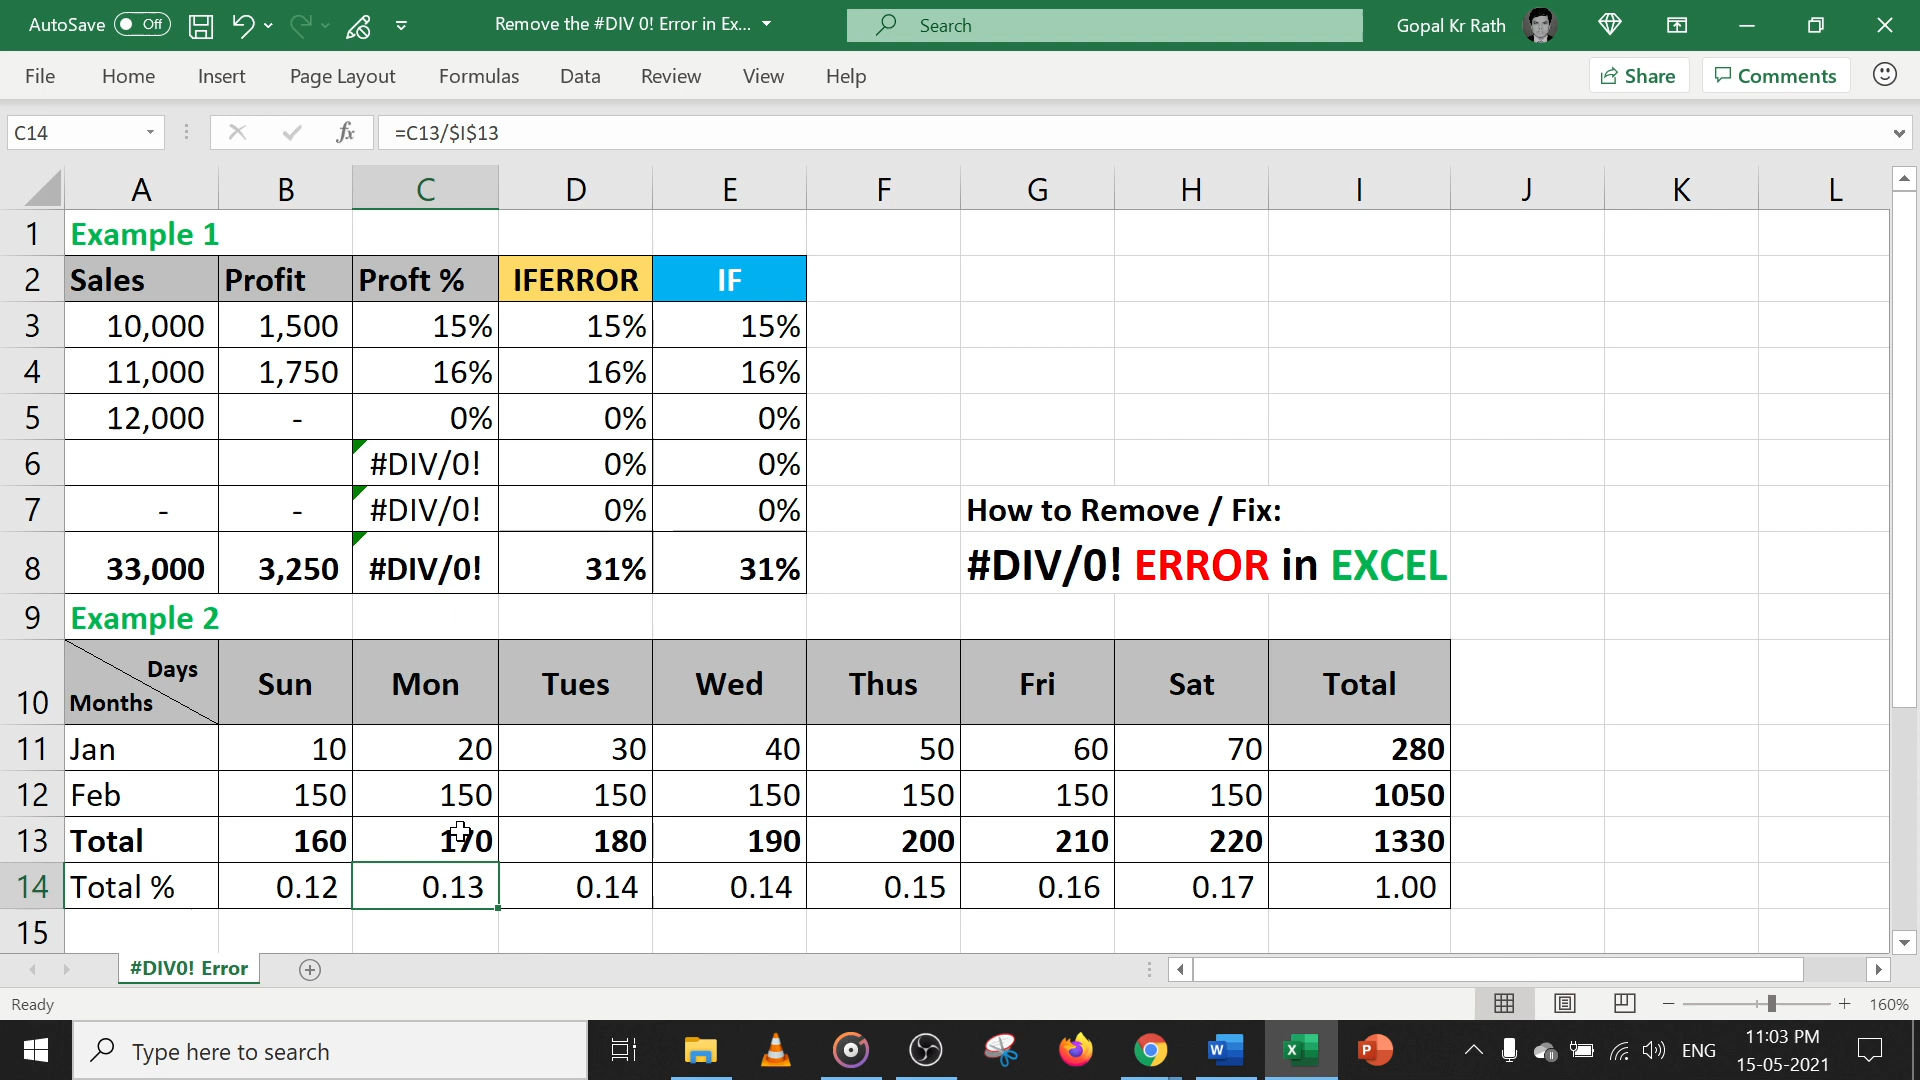 AutoSave Off Remove the #DIV 0! Error in Ex... Search Gopal Kr Rath
File Home Insert Page Layout Formulas Data Review View Help Share Comments
C14 fx =C13/$I$13
A B C D E F G H I J K L
1 Example 1
2 Sales Profit Proft % IFERROR IF
3 10,000 1,500 15% 15% 15%
4 11,000 1,750 16% 16% 16%
5 12,000 - 0% 0% 0%
6 #DIV/0! 0% 0%
7 - - #DIV/0! 0% 0% How to Remove / Fix:
8 33,000 3,250 #DIV/0! 31% 31% #DIV/0! ERROR in EXCEL
9 Example 2
10 Days Months Sun Mon Tues Wed Thus Fri Sat Total
11 Jan 10 20 30 40 50 60 70 280
12 Feb 150 150 150 150 150 150 150 1050
13 Total 160 170 180 190 200 210 220 1330
14 Total % 0.12 0.13 0.14 0.14 0.15 0.16 0.17 1.00
15
#DIV0! Error
Ready 160%
Type here to search W X P ENG 11:03 PM
15-05-2021